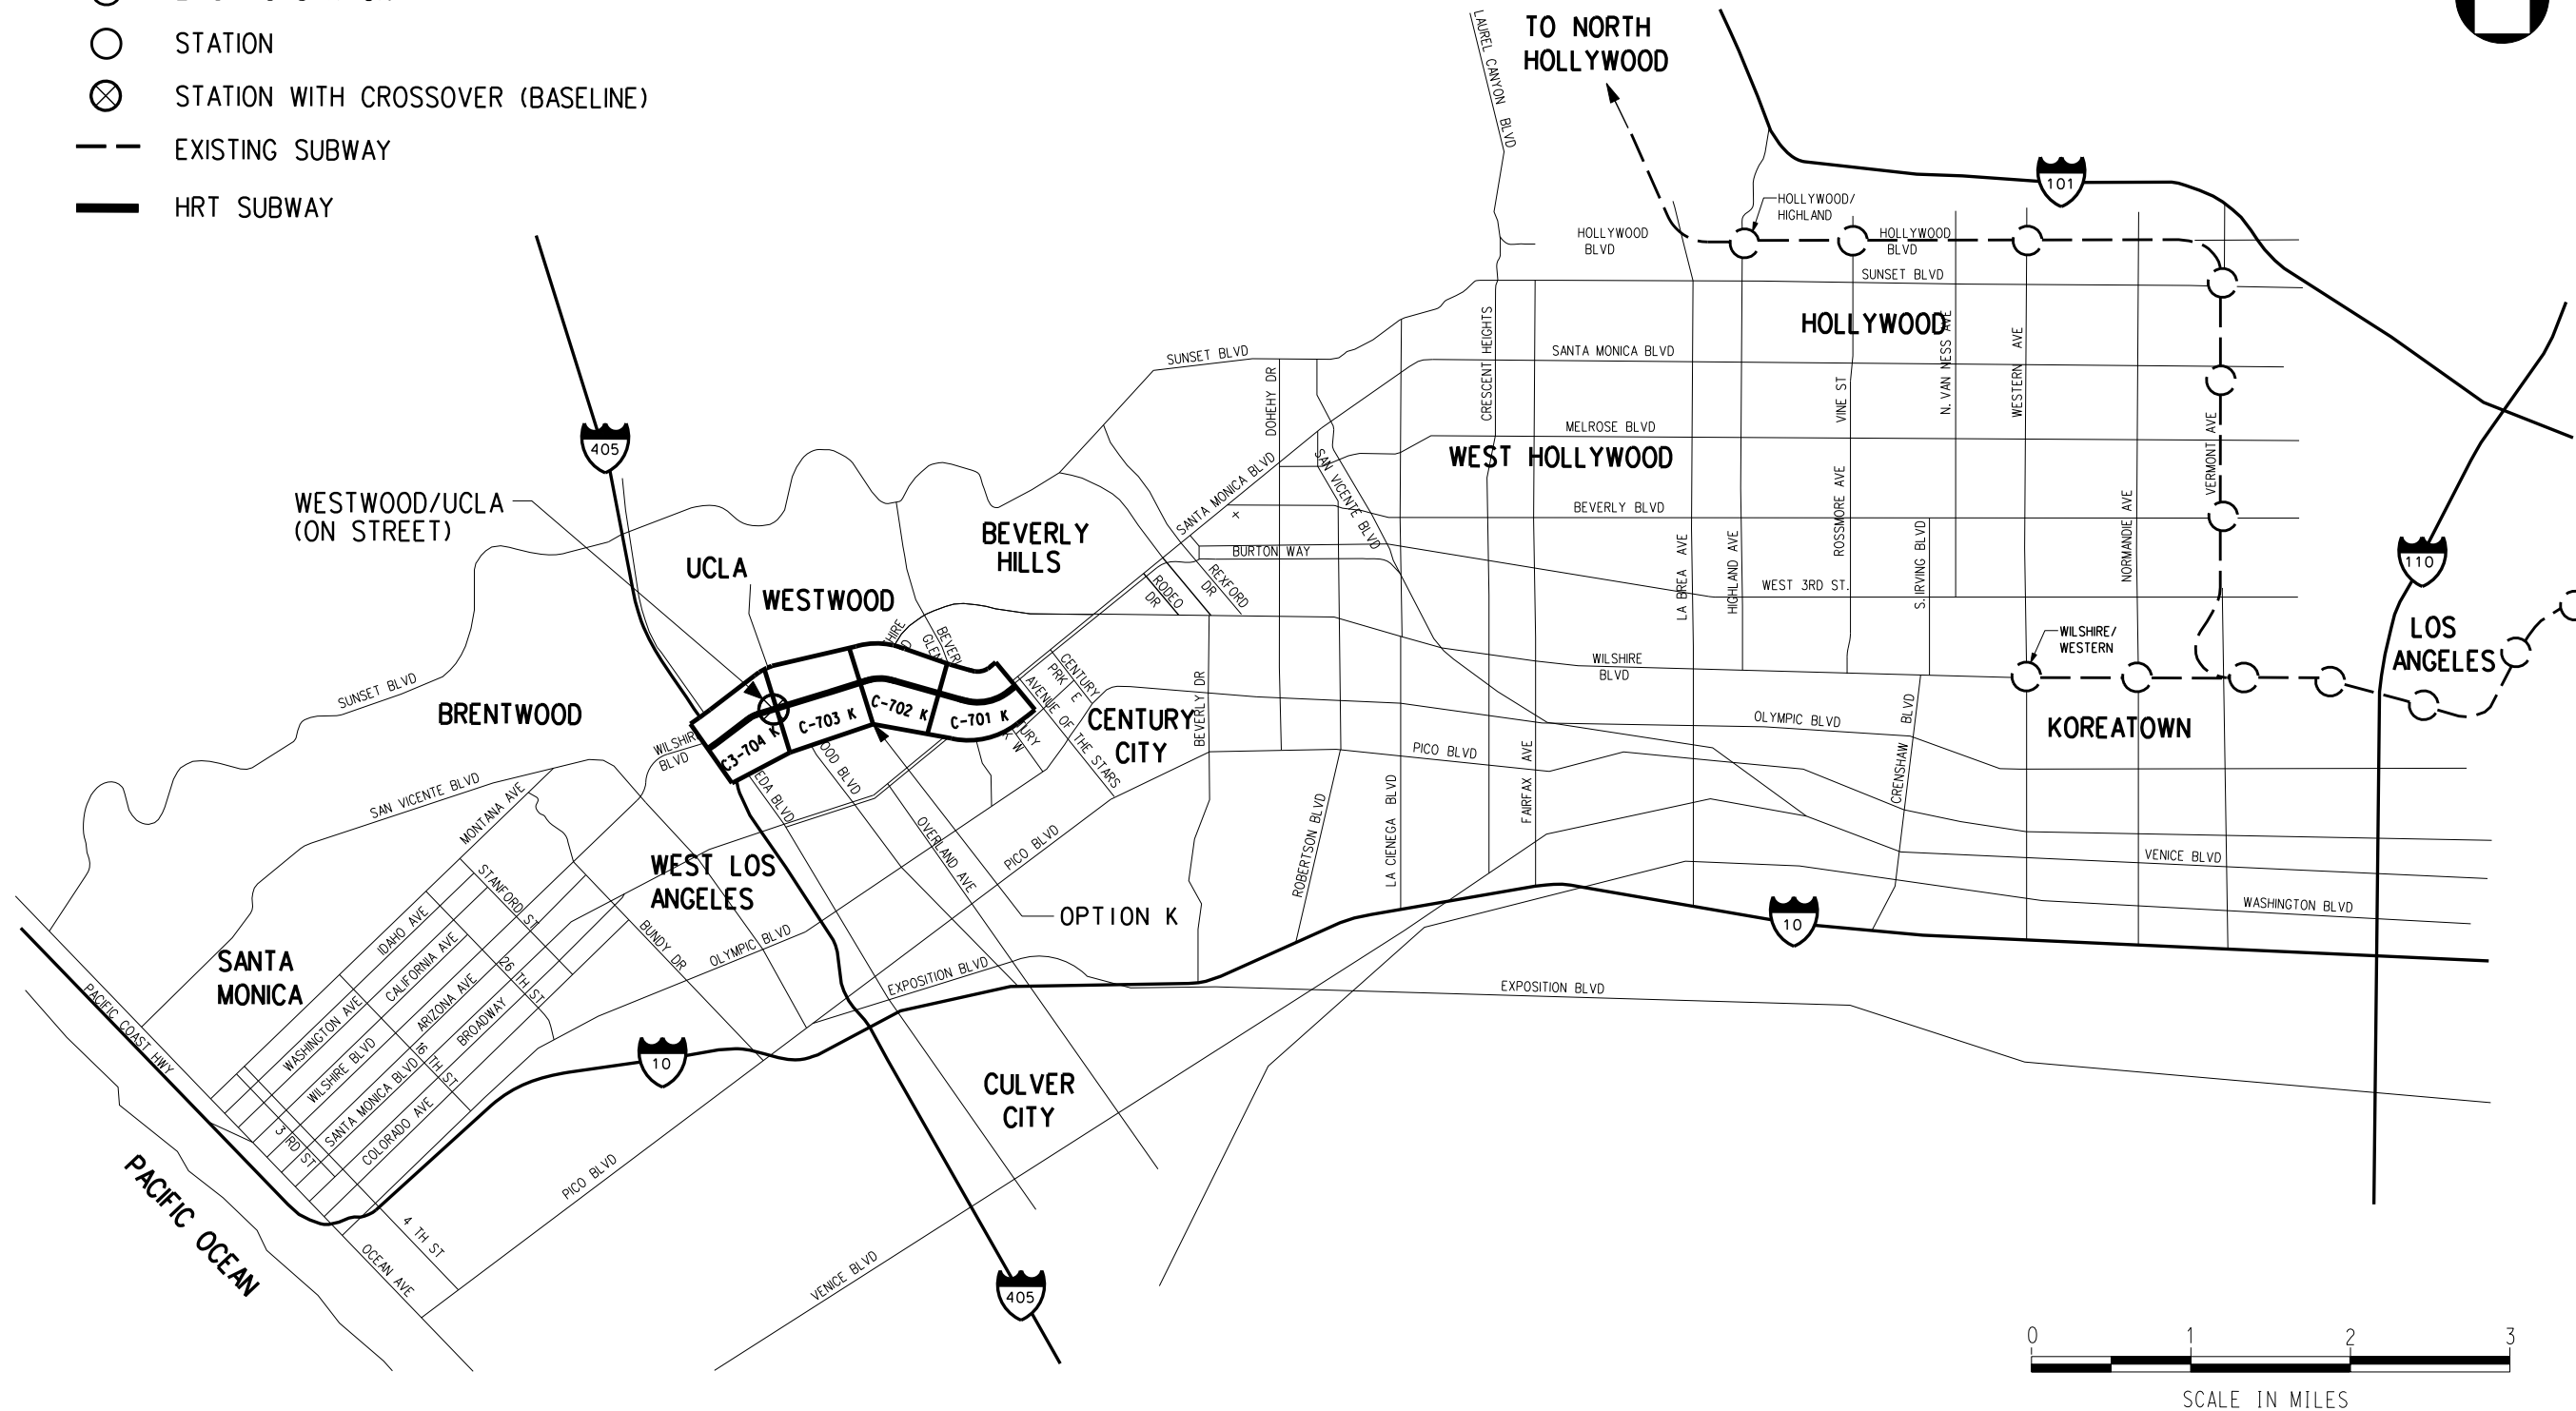 STATION
STATION WITH CROSSOVER (BASELINE)
EXISTING SUBWAY
HRT SUBWAY
TO NORTH
HOLLYWOOD
LAUREL CANYON BLVD
101
HOLLYWOOD/
HIGHLAND
HOLLYWOOD
BLVD
HOLLYWOOD
BLVD
SUNSET BLVD
HOLLYWOOD
CRESCENT HEIGHTS
N. VAN NESS AVE
WESTERN AVE
SUNSET BLVD
SANTA MONICA BLVD
DOHEHY DR
VINE ST
VERMONT AVE
405
MELROSE BLVD
WEST HOLLYWOOD
SANTA MONICA BLVD
SAN VICENTE BLVD
WESTWOOD/UCLA
(ON STREET)
BEVERLY
HILLS
BEVERLY BLVD
ROSSMORE AVE
NORMANDIE AVE
UCLA
BURTON WAY
LA BREA AVE
HIGHLAND AVE
S. IRVING BLVD
110
WESTWOOD
RODEO
DR
REXFORD
DR
WEST 3RD ST.
LOS
ANGELES
WILSHIRE/
WESTERN
WILSHIRE
BLVD
SUNSET BLVD
BRENTWOOD
CENTURY
PRK E
AVENUE OF THE STARS
BEVERLY DR
CENTURY
CITY
C3-704 K
C-703 K
C-702 K
C-701 K
OLYMPIC BLVD
CRENSHAW BLVD
KOREATOWN
BLVD
PICO BLVD
SAN VICENTE BLVD
MONTANA AVE
OVERLAND AVE
PICO BLVD
ROBERTSON BLVD
LA CIENEGA BLVD
FAIRFAX AVE
VENICE BLVD
WEST LOS
ANGELES
STANFORD ST
WASHINGTON BLVD
OPTION K
10
IDAHO AVE
BUNDY DR
OLYMPIC BLVD
SANTA
MONICA
CALIFORNIA AVE
26 TH ST
EXPOSITION BLVD
EXPOSITION BLVD
PACIFIC COAST HWY
WASHINGTON AVE
ARIZONA AVE
BROADWAY
WILSHIRE BLVD
16 TH ST
10
SANTA MONICA BLVD
COLORADO AVE
3 RD ST
CULVER
CITY
PACIFIC OCEAN
PICO BLVD
4 TH ST
OCEAN AVE
VENICE BLVD
405
0 1 2 3
SCALE IN MILES